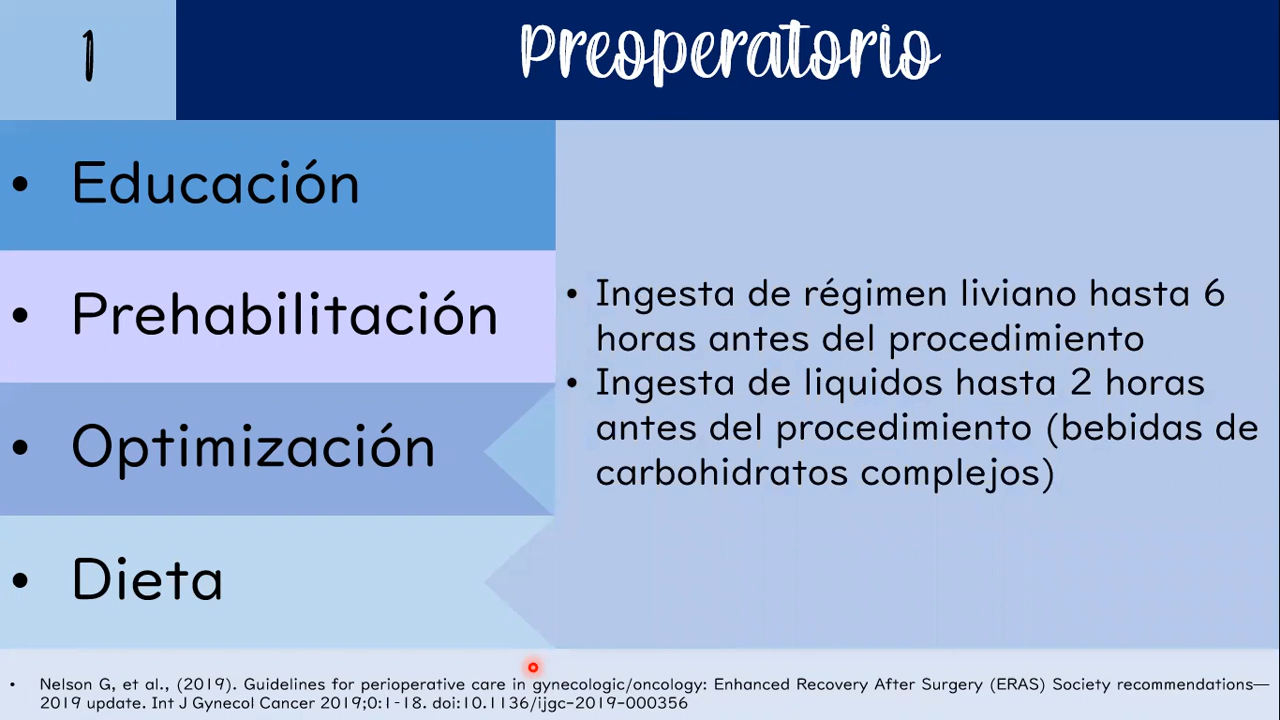 1
Preoperatorio
• Educación
• Prehabilitación
• Optimización
• Dieta
• Ingesta de régimen liviano hasta 6
horas antes del procedimiento
• Ingesta de liquidos hasta 2 horas
antes del procedimiento (bebidas de
carbohidratos complejos)
• Nelson G, et al., (2019). Guidelines for perioperative care in gynecologic/oncology: Enhanced Recovery After Surgery (ERAS) Society recommendations—
2019 update. Int J Gynecol Cancer 2019;0:1-18. doi:10.1136/ijgc-2019-000356